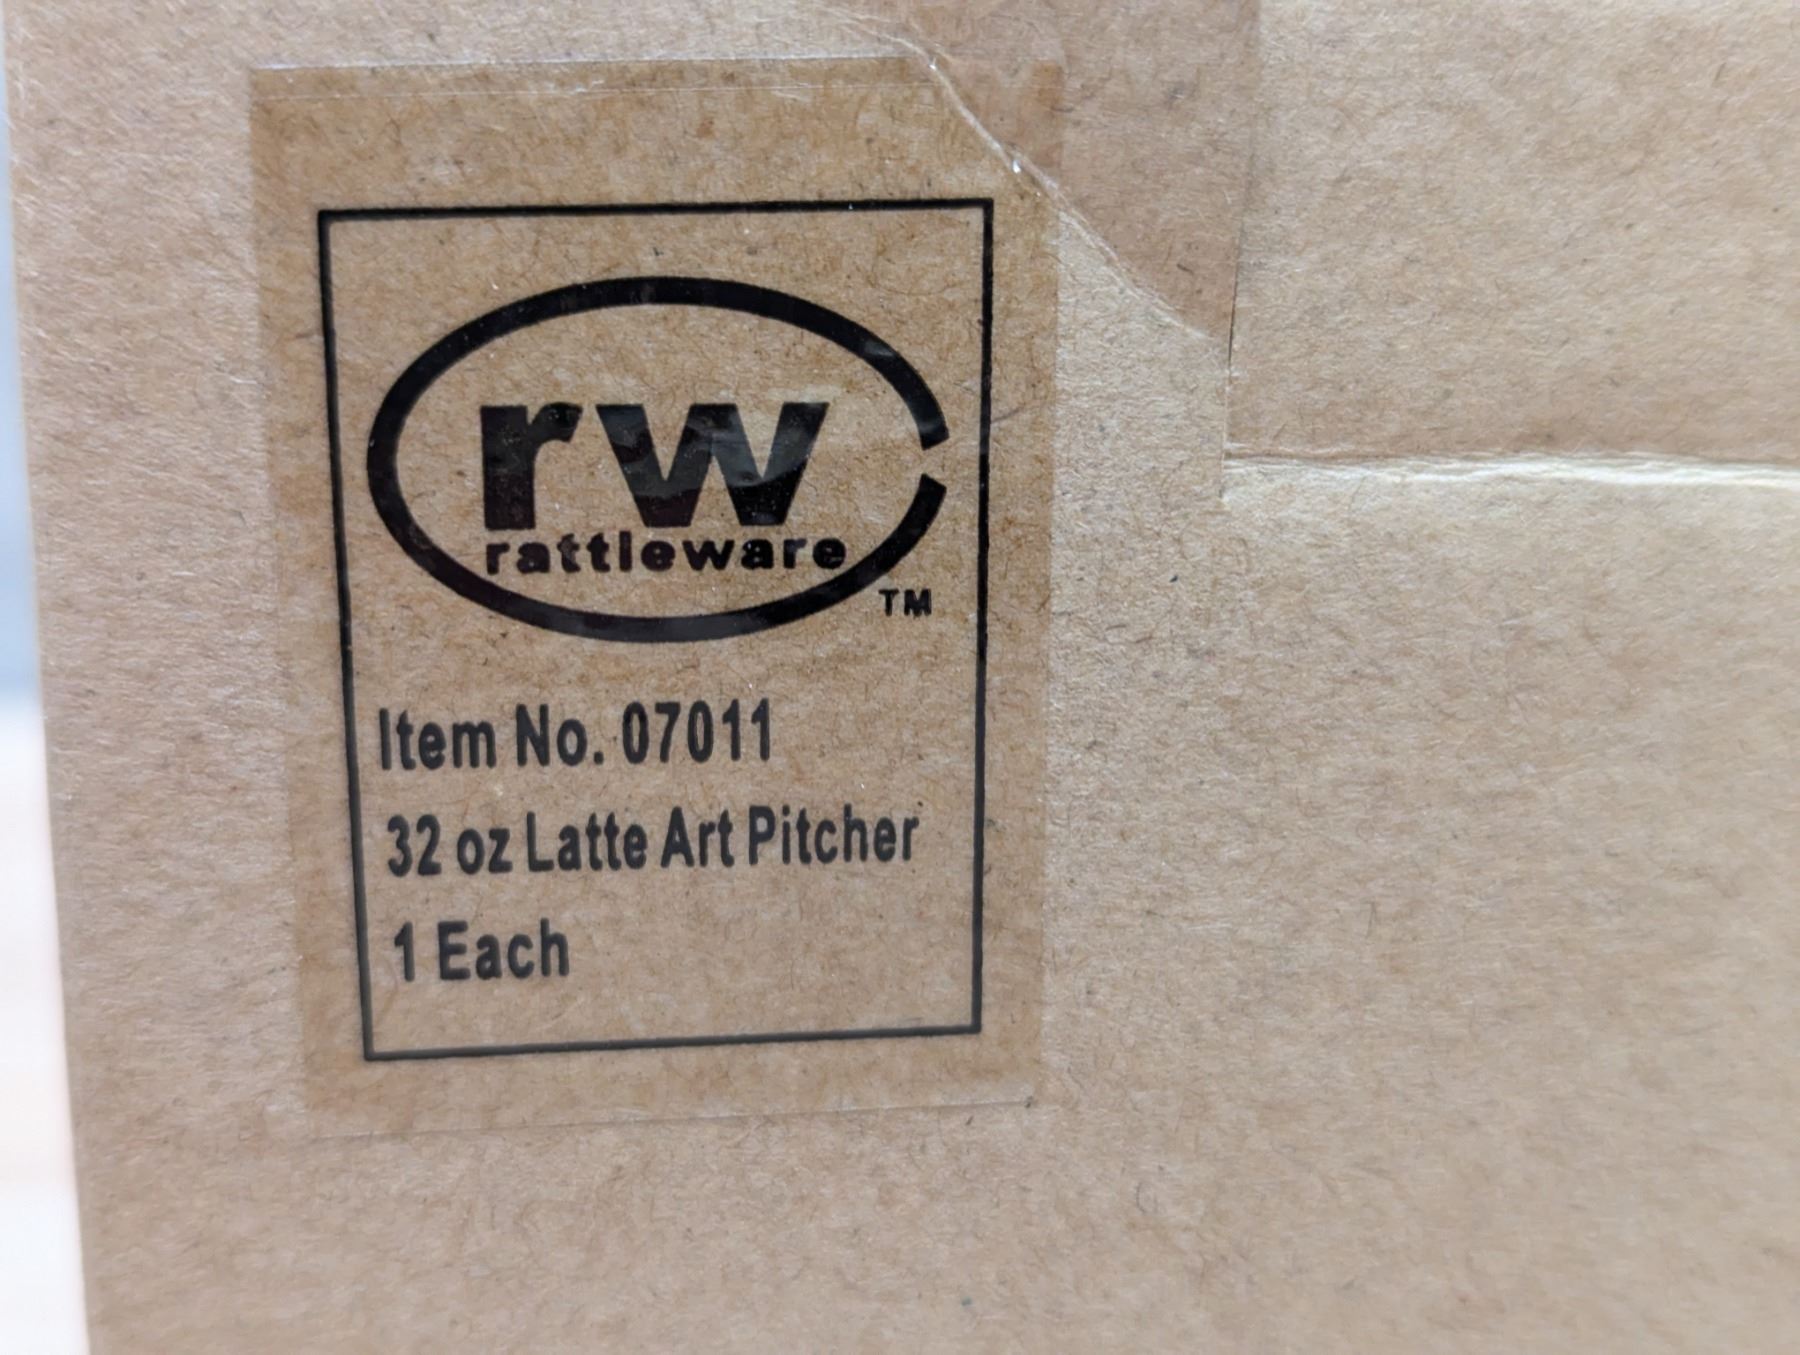 rw
rattleware
TM
Item No. 07011
32 oz Latte Art Pitcher
1 Each